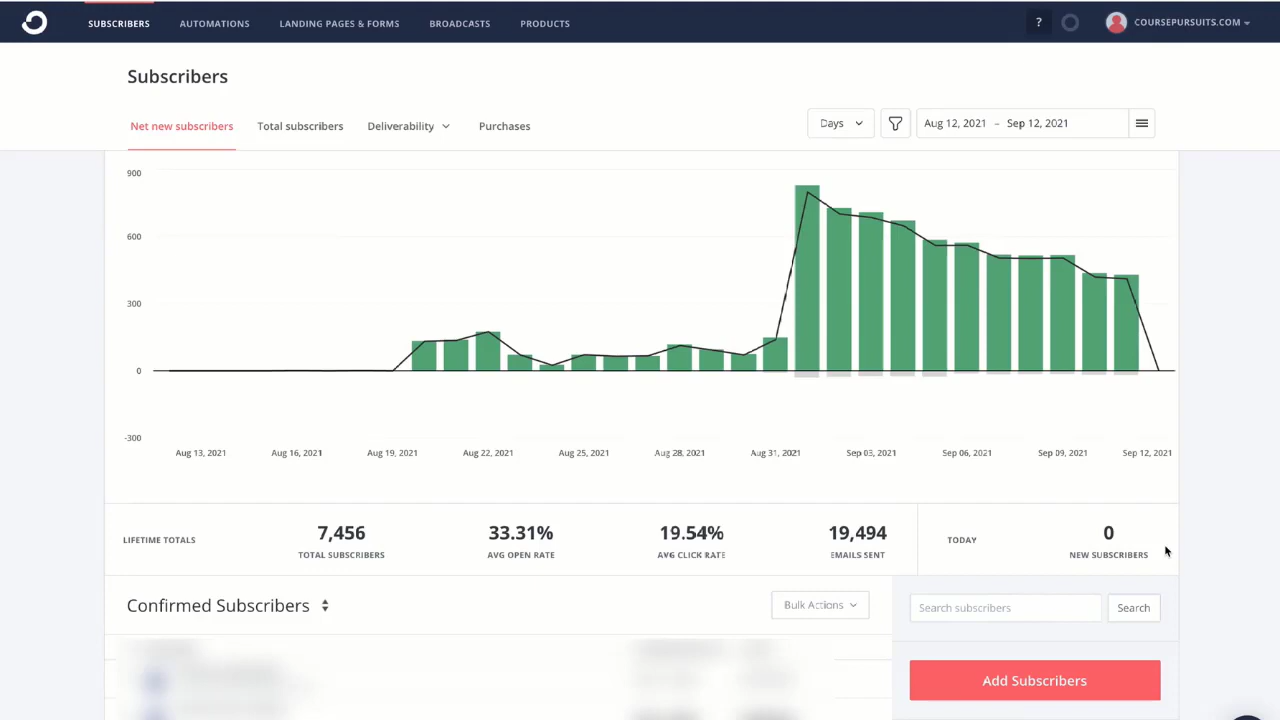 SUBSCRIBERS AUTOMATIONS LANDING PAGES & FORMS BROADCASTS PRODUCTS ? COURSEPURSUITS.COM
Subscribers
Net new subscribers Total subscribers Deliverability Purchases Days Aug 12, 2021 – Sep 12, 2021
900
600
300
0
-300
Aug 13, 2021 Aug 16, 2021 Aug 19, 2021 Aug 22, 2021 Aug 25, 2021 Aug 28, 2021 Aug 31, 2021 Sep 03, 2021 Sep 06, 2021 Sep 09, 2021 Sep 12, 2021
7,456 33.31% 19.54% 19,494 0
LIFETIME TOTALS TODAY
TOTAL SUBSCRIBERS AVG OPEN RATE AVG CLICK RATE EMAILS SENT NEW SUBSCRIBERS
Confirmed Subscribers Bulk Actions Search subscribers Search
Add Subscribers